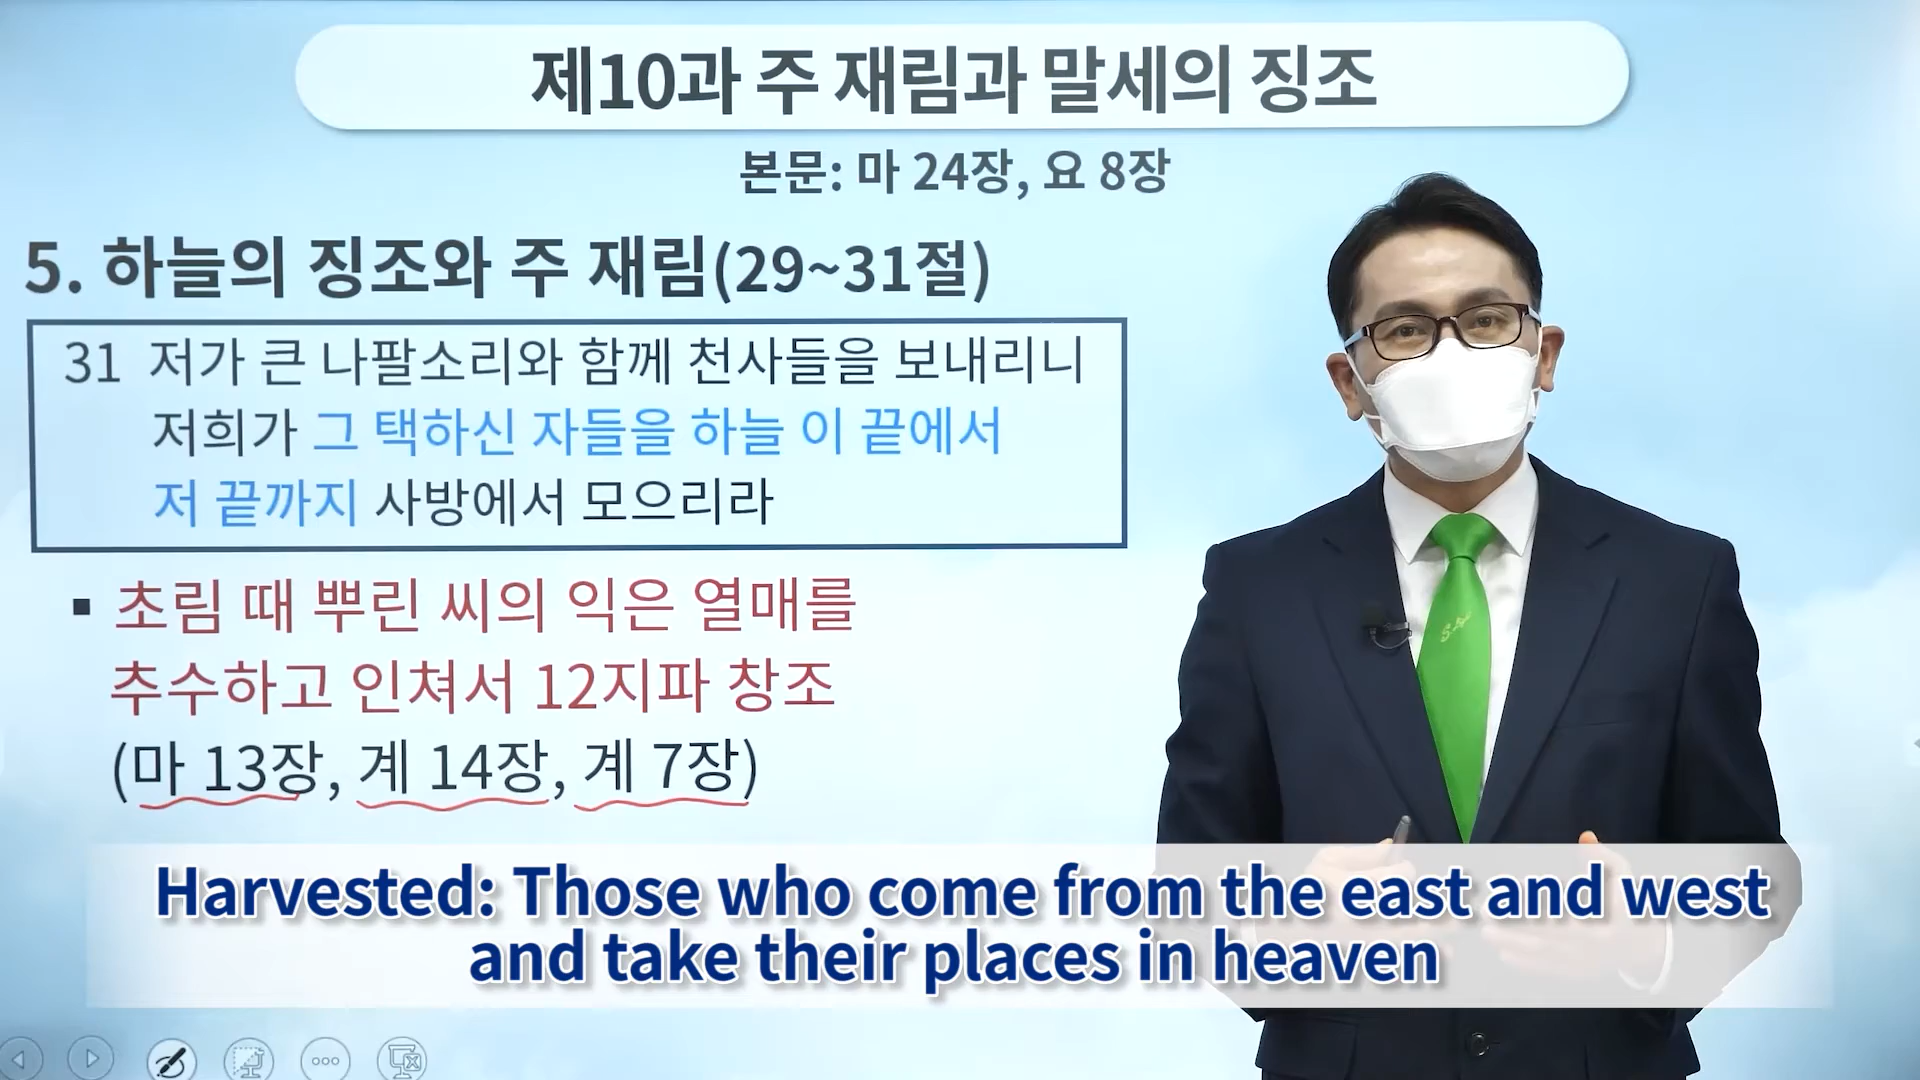 제10과 주 재림과 말세의 징조
본문: 마 24장, 요 8장
5. 하늘의 징조와 주 재림(29~31절)
31 저가 큰 나팔소리와 함께 천사들을 보내리니
저희가 그 택하신 자들을 하늘 이 끝에서
저 끝까지 사방에서 모으리라
▪ 초림 때 뿌린 씨의 익은 열매를
추수하고 인쳐서 12지파 창조
(마 13장, 계 14장, 계 7장)
Harvested: Those who come from the east and west
and take their places in heaven